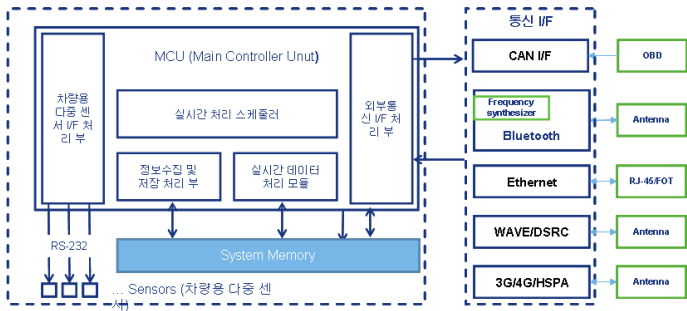 통신 I/F
MCU (Main Controller Unut)
차량용
다중 센
서 I/F 처
리 부
실시간 처리 스케줄러
외부통
신 I/F 처
리 부
정보수집 및
저장 처리 부
실시간 데이터
처리 모듈
RS-232
System Memory
... Sensors (차량용 다중 센
서)
CAN I/F
OBD
Frequency
synthesizer
Bluetooth
Antenna
Ethernet
RJ-45/FOT
WAVE/DSRC
Antenna
3G/4G/HSPA
Antenna